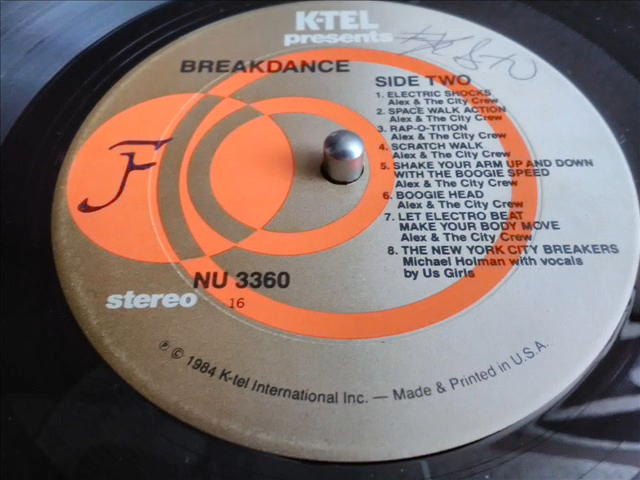 K-TEL
presents
BREAKDANCE
SIDE TWO
1. ELECTRIC SHOCKS
Alex & The City Crew
2. SPACE WALK ACTION
Alex & The City Crew
3. RAP-O-TITION
Alex & The City Crew
4. SCRATCH WALK
Alex & The City Crew
5. SHAKE YOUR ARM UP AND DOWN
WITH THE BOOGIE SPEED
Alex & The City Crew
6. BOOGIE HEAD
Alex & The City Crew
7. LET ELECTRO BEAT
MAKE YOUR BODY MOVE
Alex & The City Crew
8. THE NEW YORK CITY BREAKERS
Michael Holman with vocals
by Us Girls
F
NU 3360
stereo
16
℗ © 1984 K-tel International Inc. — Made & Printed in U.S.A.